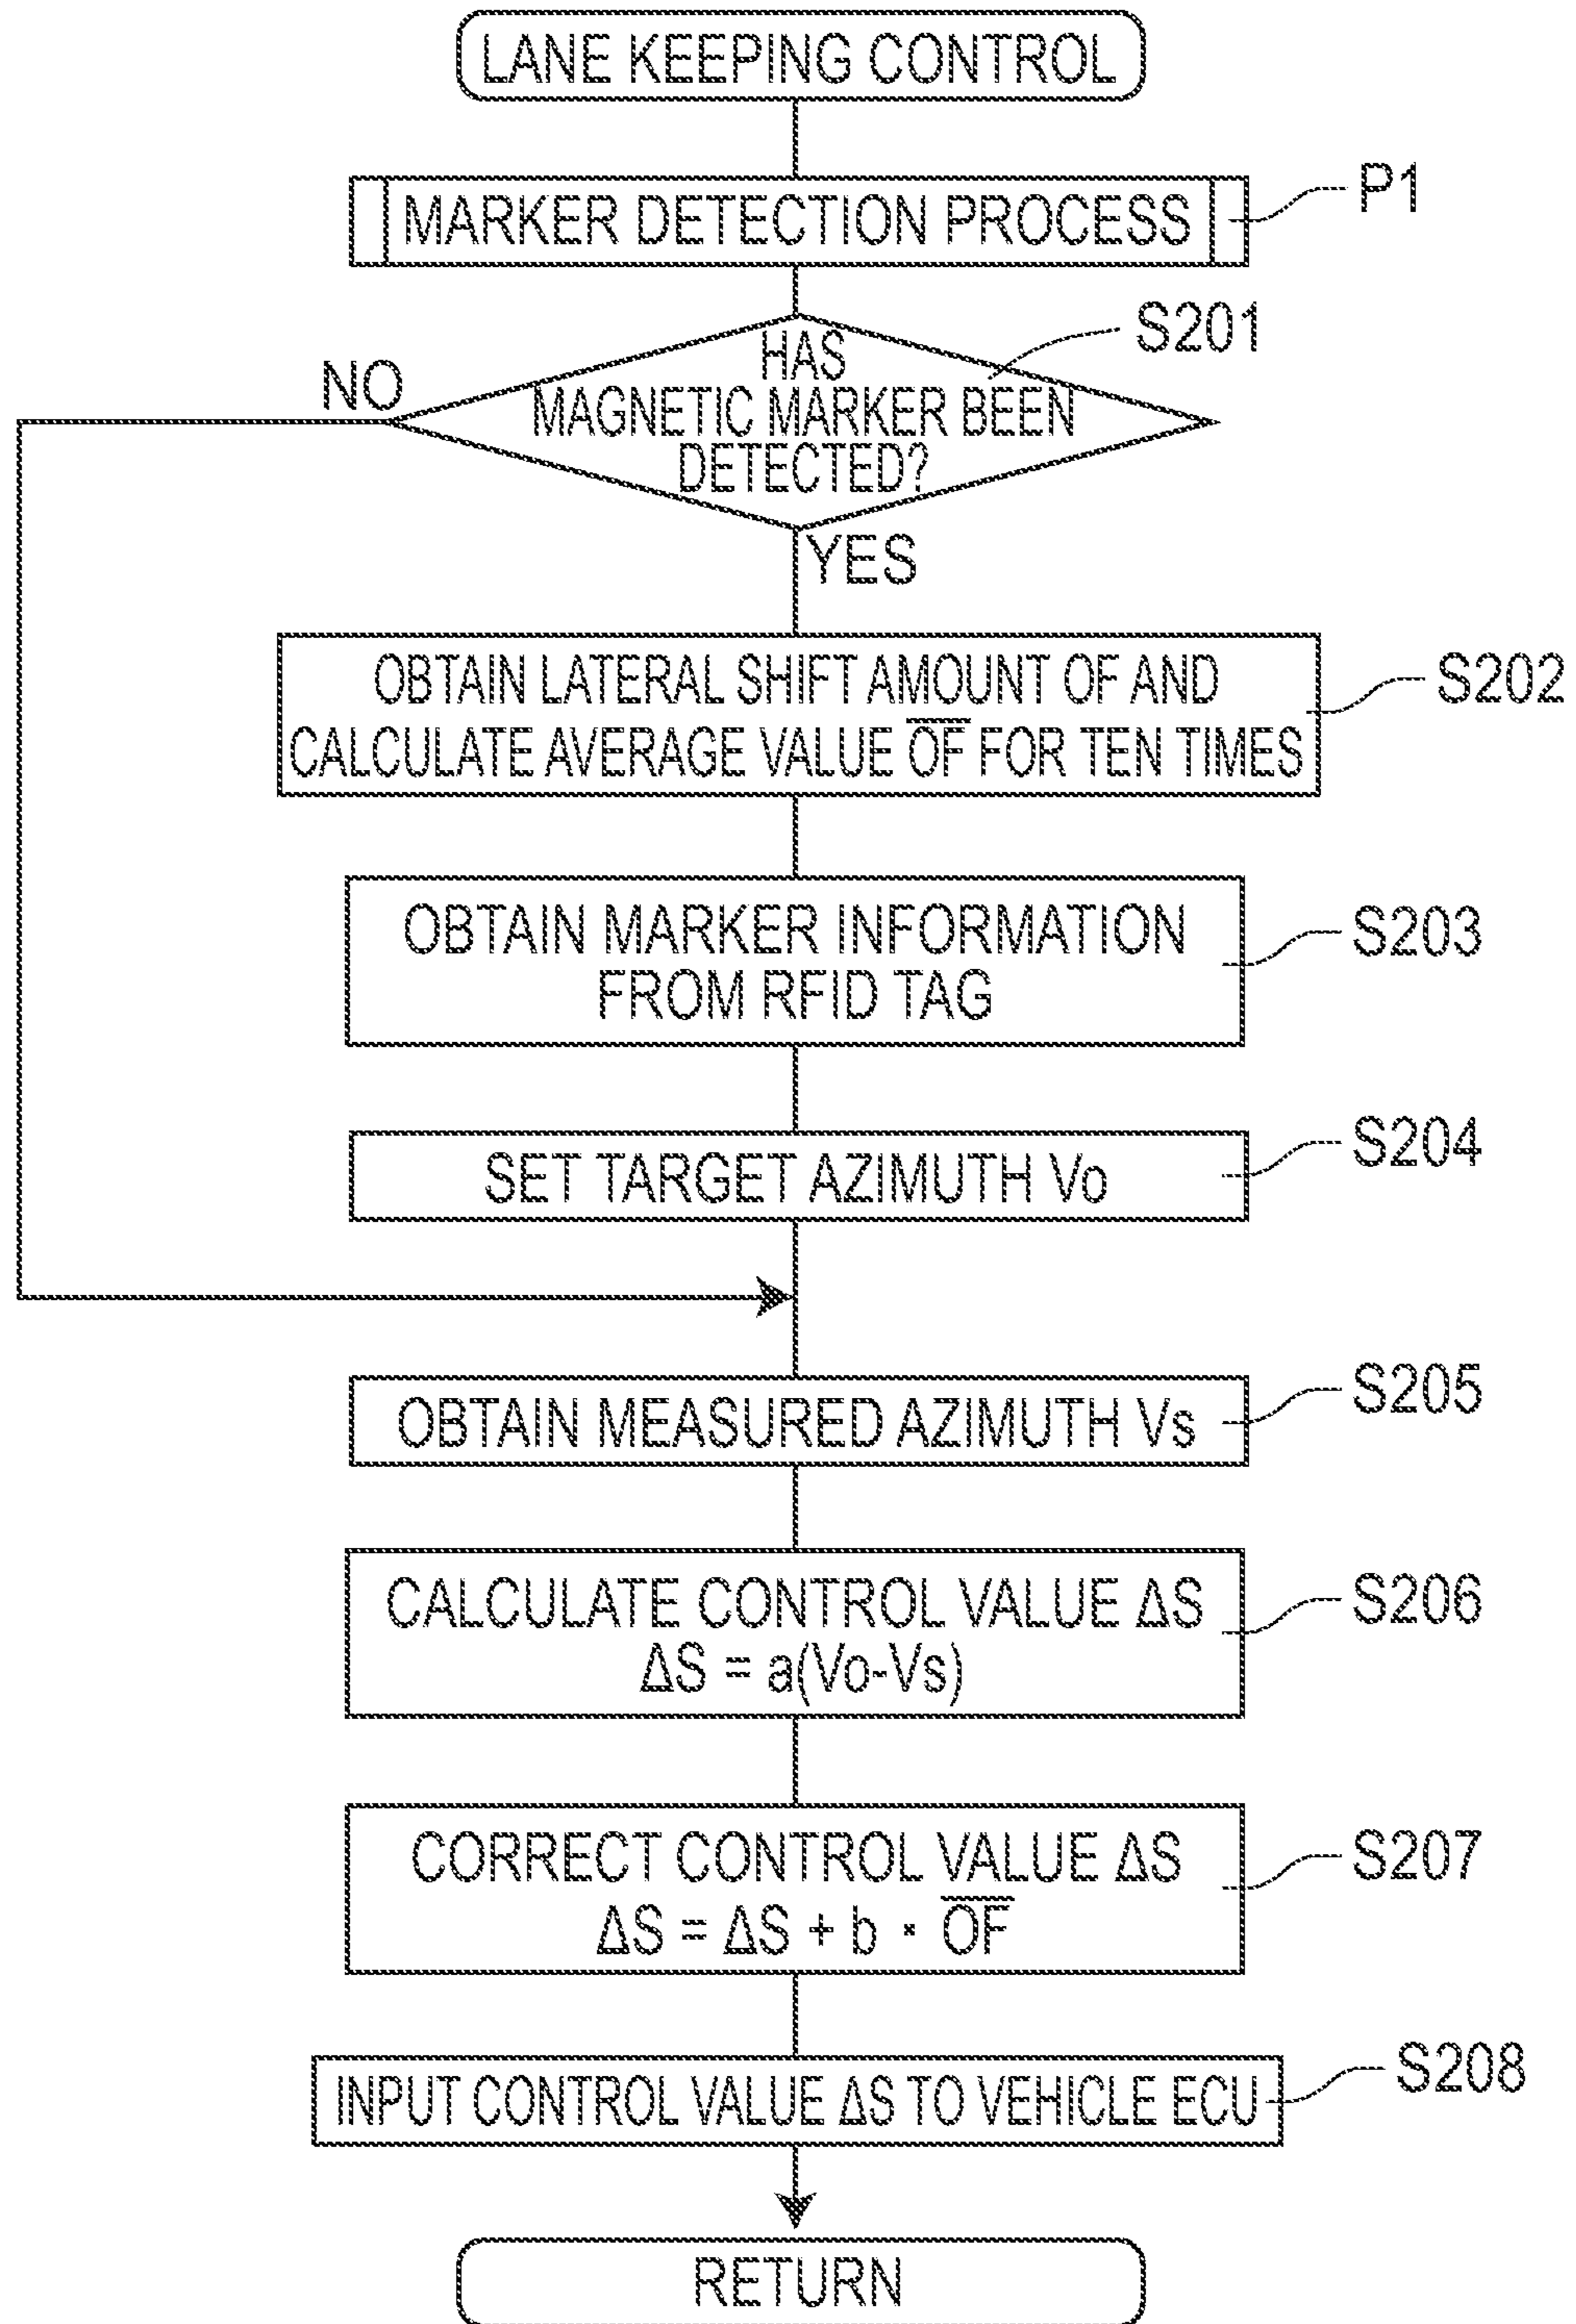 LANE KEEPING CONTROL
MARKER DETECTION PROCESS
P1
HAS
MAGNETIC MARKER BEEN
DETECTED?
S201
NO
YES
OBTAIN LATERAL SHIFT AMOUNT OF AND
CALCULATE AVERAGE VALUE O̅F̅ FOR TEN TIMES
S202
OBTAIN MARKER INFORMATION
FROM RFID TAG
S203
SET TARGET AZIMUTH Vo
S204
OBTAIN MEASURED AZIMUTH Vs
S205
CALCULATE CONTROL VALUE ΔS
ΔS = a(Vo-Vs)
S206
CORRECT CONTROL VALUE ΔS
ΔS = ΔS + b · O̅F̅
S207
INPUT CONTROL VALUE ΔS TO VEHICLE ECU
S208
RETURN